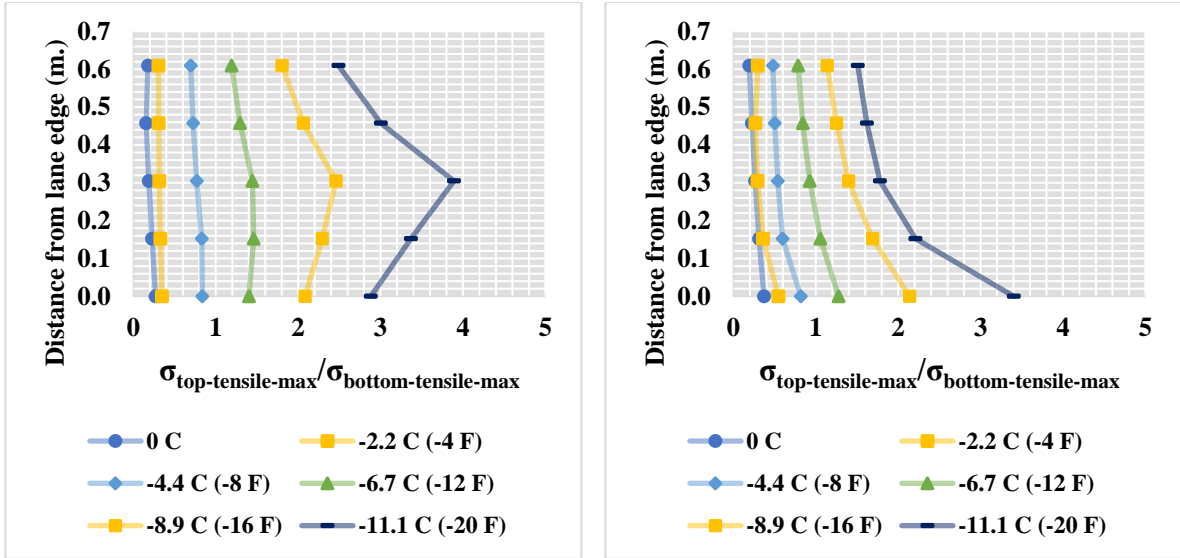 Distance from lane edge (m.)
0.7
0.6
0.5
0.4
0.3
0.2
0.1
0.0
0 1 2 3 4 5
σtop-tensile-max/σbottom-tensile-max
0 C -2.2 C (-4 F)
-4.4 C (-8 F) -6.7 C (-12 F)
-8.9 C (-16 F) -11.1 C (-20 F)
Distance from lane edge (m.)
0.7
0.6
0.5
0.4
0.3
0.2
0.1
0.0
0 1 2 3 4 5
σtop-tensile-max/σbottom-tensile-max
0 C -2.2 C (-4 F)
-4.4 C (-8 F) -6.7 C (-12 F)
-8.9 C (-16 F) -11.1 C (-20 F)